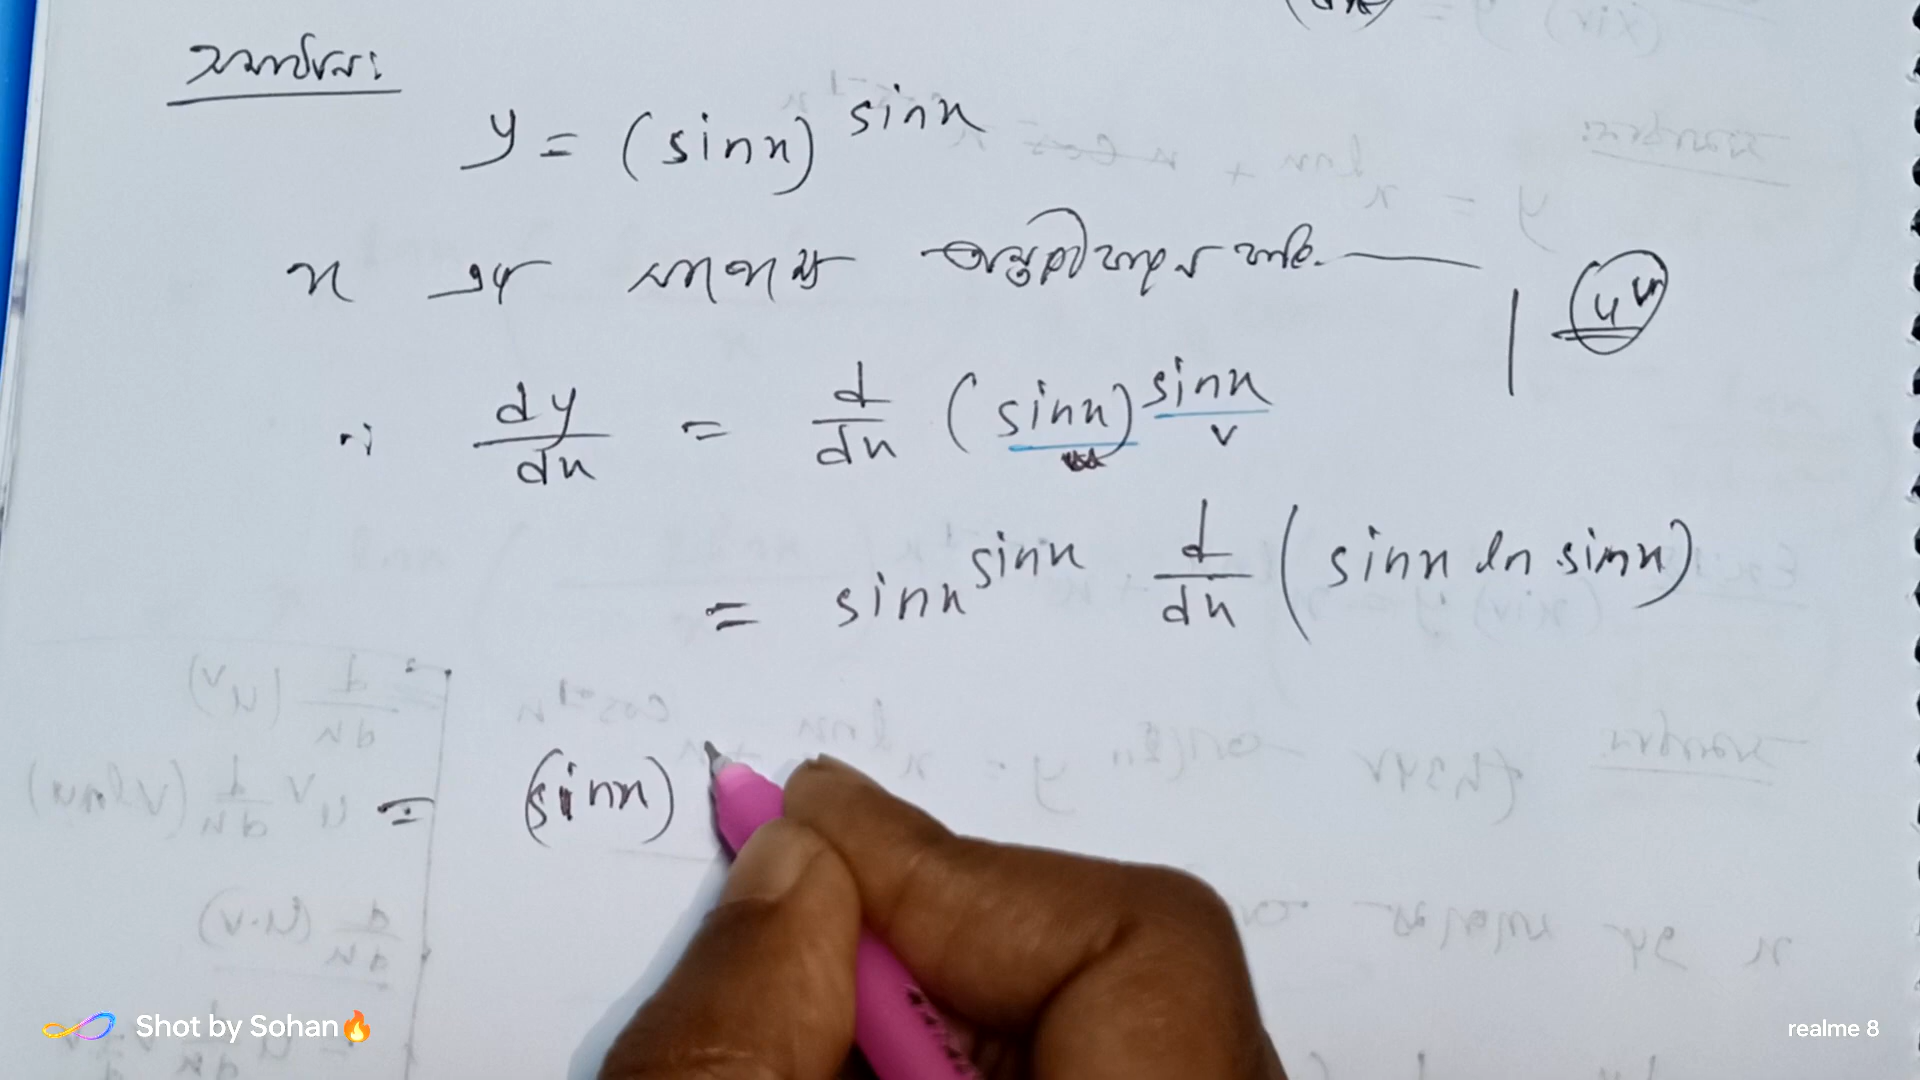 সমাধান:
y = (sinx)^sinx
x এর সাপেক্ষে অন্তরীকরণ করি
u^v
∴ dy/dx = d/dx (sinx)^sinx
v
= sinx^sinx d/dx (sinx ln sinx)
= (sinx)
Shot by Sohan🔥
realme 8